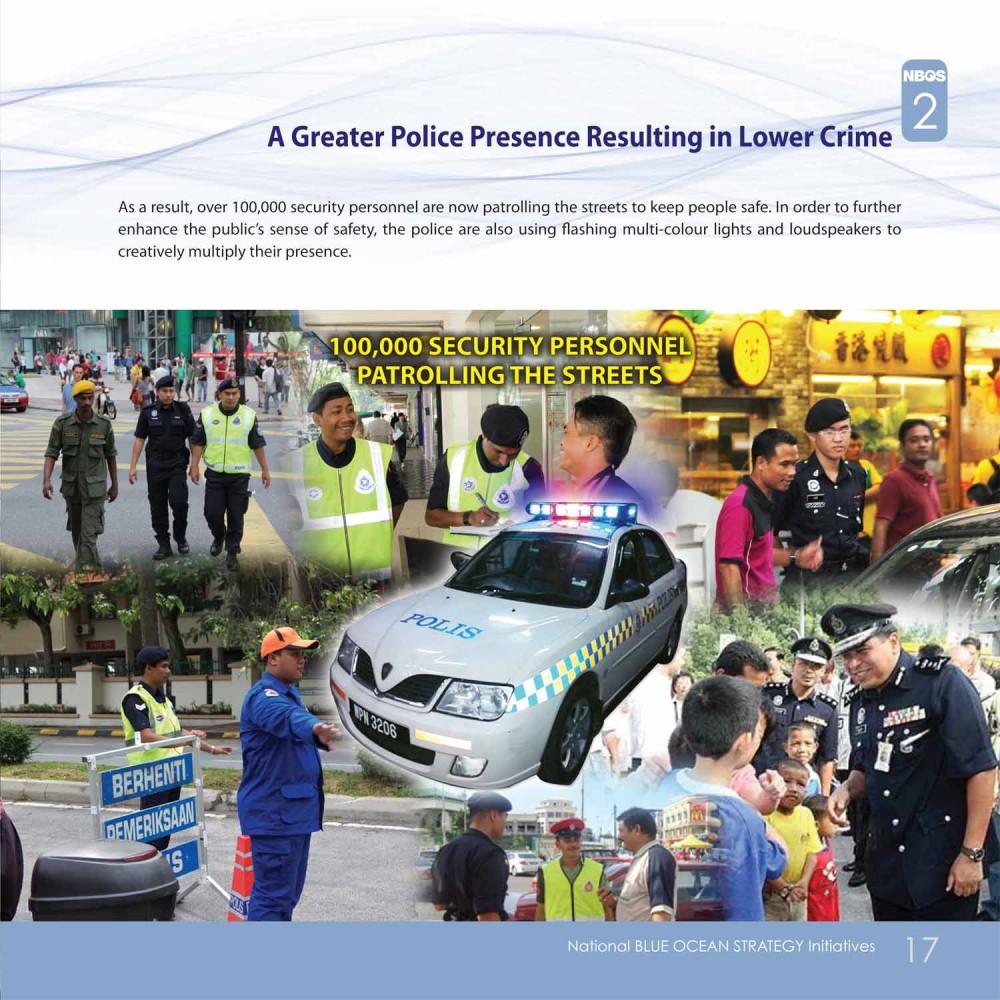 NBOS
2
A Greater Police Presence Resulting in Lower Crime
As a result, over 100,000 security personnel are now patrolling the streets to keep people safe. In order to further
enhance the public's sense of safety, the police are also using flashing multi-colour lights and loudspeakers to
creatively multiply their presence.
100,000 SECURITY PERSONNEL
PATROLLING THE STREETS
POLIS
WPN 3206
BERHENTI
PEMERIKSAAN
IS
National BLUE OCEAN STRATEGY Initiatives
17